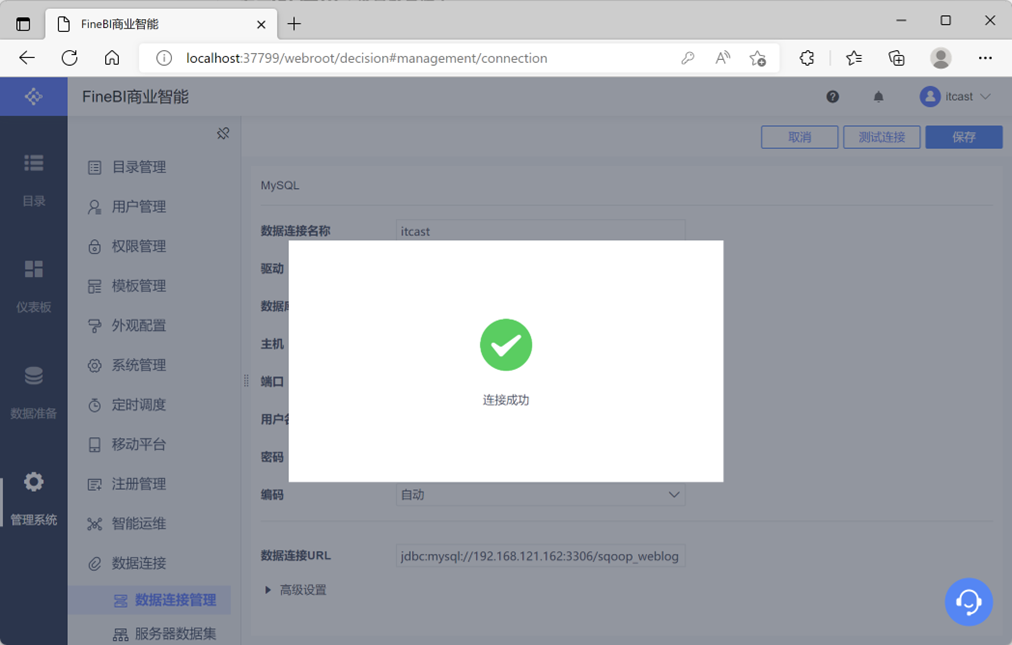 FineBI商业智能
localhost:37799/webroot/decision#management/connection
FineBI商业智能
itcast
目录
仪表板
数据准备
管理系统
目录管理
用户管理
权限管理
模板管理
外观配置
系统管理
定时调度
移动平台
注册管理
智能运维
数据连接
数据连接管理
服务器数据集
取消
测试连接
保存
MySQL
数据连接名称
itcast
驱动
数据
主机
端口
用户
密码
编码
自动
数据连接URL
jdbc:mysql://192.168.121.162:3306/sqoop_weblog
高级设置
连接成功